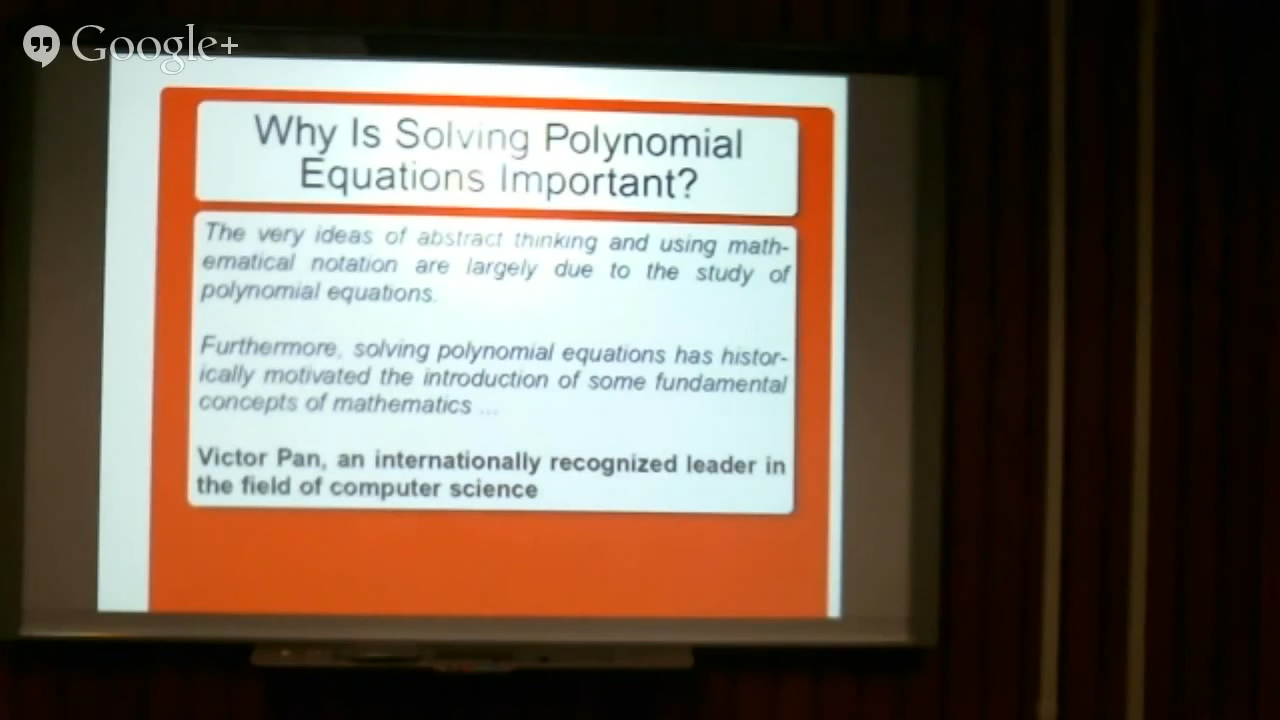 Google+
Why Is Solving Polynomial
Equations Important?
The very ideas of abstract thinking and using math-
ematical notation are largely due to the study of
polynomial equations.
Furthermore, solving polynomial equations has histor-
ically motivated the introduction of some fundamental
concepts of mathematics ...
Victor Pan, an internationally recognized leader in
the field of computer science